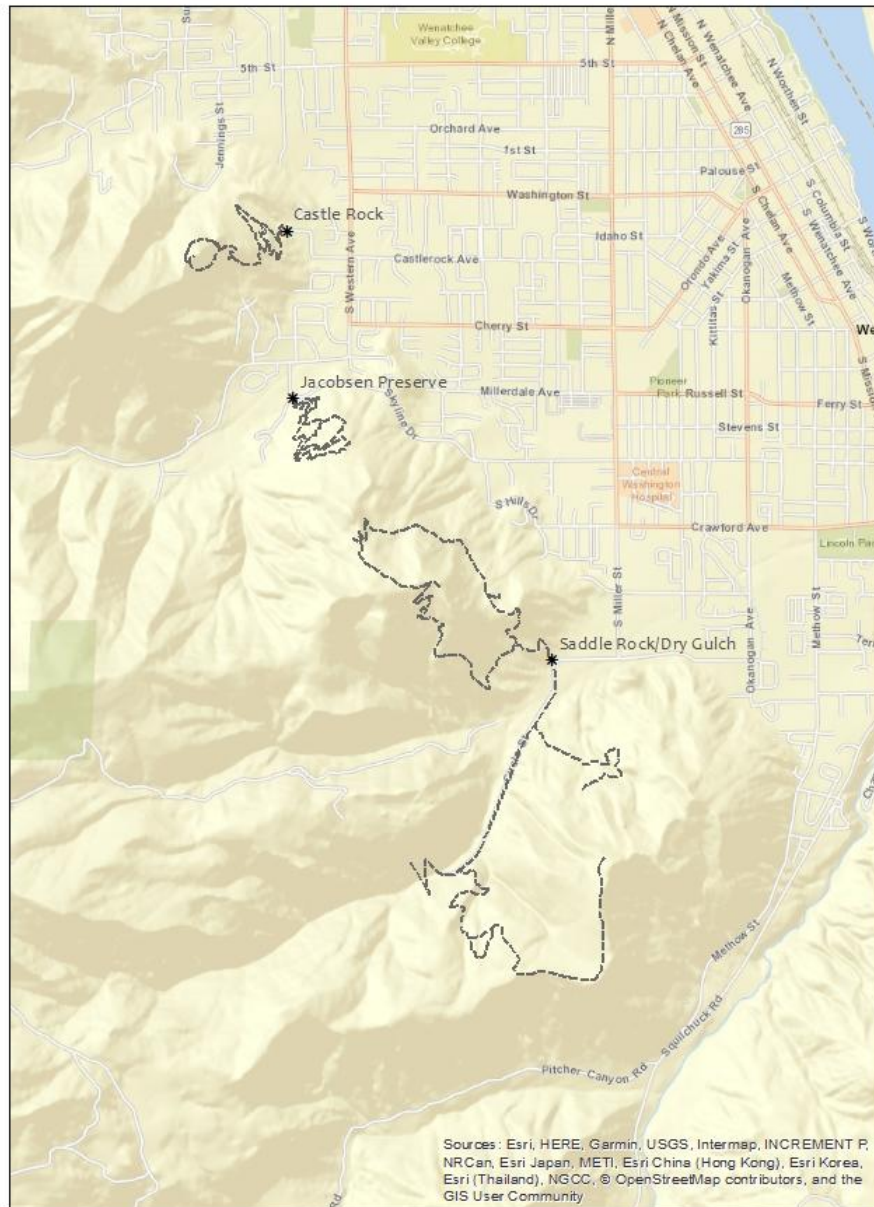 Wenatchee
Valley College
5th St
5th St
Jennings St
N Miller
N Mission St
N Chelan Ave
N Wenatchee Ave
N Worthen St
285
Orchard Ave
1st St
Palouse St
Washington St
Castle Rock
S Western Ave
Idaho St
Castlerock Ave
Orondo Ave
Yakima St
Kittitas St
Okanogan Ave
S Chelan Ave
S Columbia St
S Wenatchee Ave
Methow St
Cherry St
We
S Mission
Jacobsen Preserve
Skyline Dr
Millerdale Ave
Pioneer
Park
Russell St
Ferry St
Stevens St
Central
Washington
Hospital
S Hills Dr
Crawford Ave
Lincoln Par
S Miller St
Saddle Rock/Dry Gulch
Okanogan Ave
Methow St
Circle St
Methow St
Squilchuck Rd
Pitcher Canyon Rd
Rd
Sources: Esri, HERE, Garmin, USGS, Intermap, INCREMENT P,
NRCan, Esri Japan, METI, Esri China (Hong Kong), Esri Korea,
Esri (Thailand), NGCC, © OpenStreetMap contributors, and the
GIS User Community